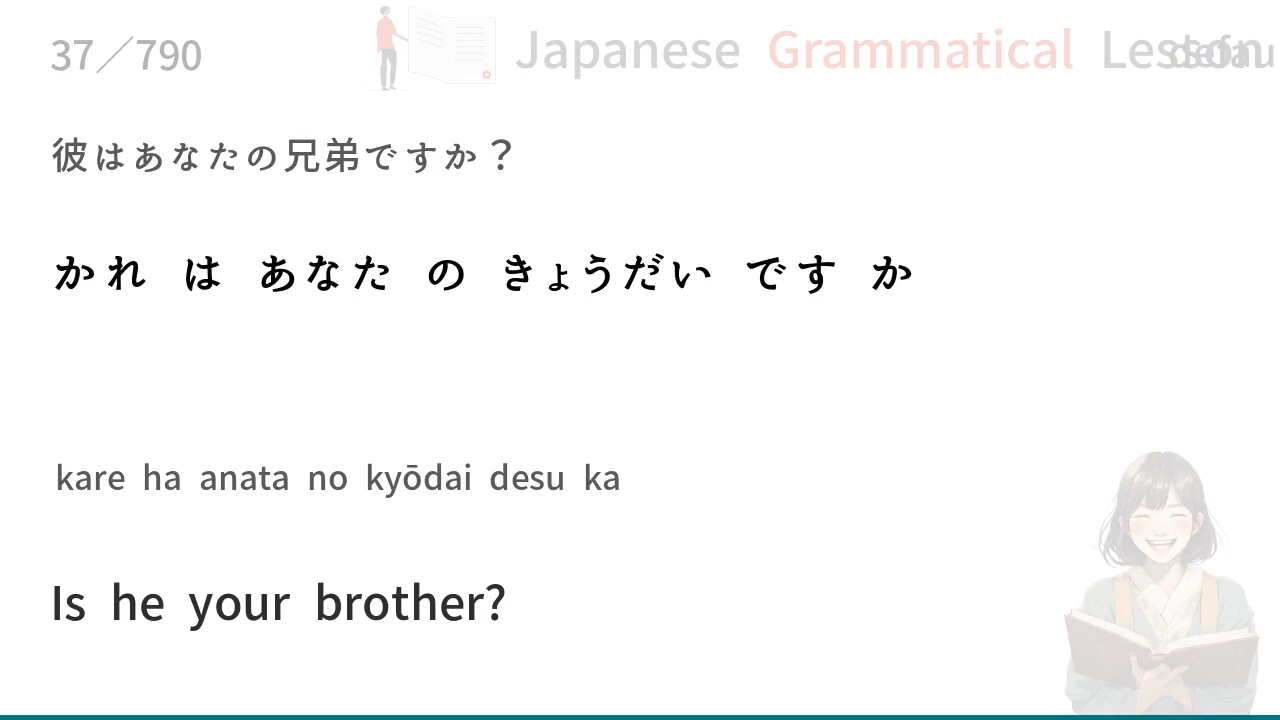 37／790
Japanese Grammatical Lesson
彼はあなたの兄弟ですか？
かれ は あなた の きょうだい です か
kare ha anata no kyōdai desu ka
Is he your brother?